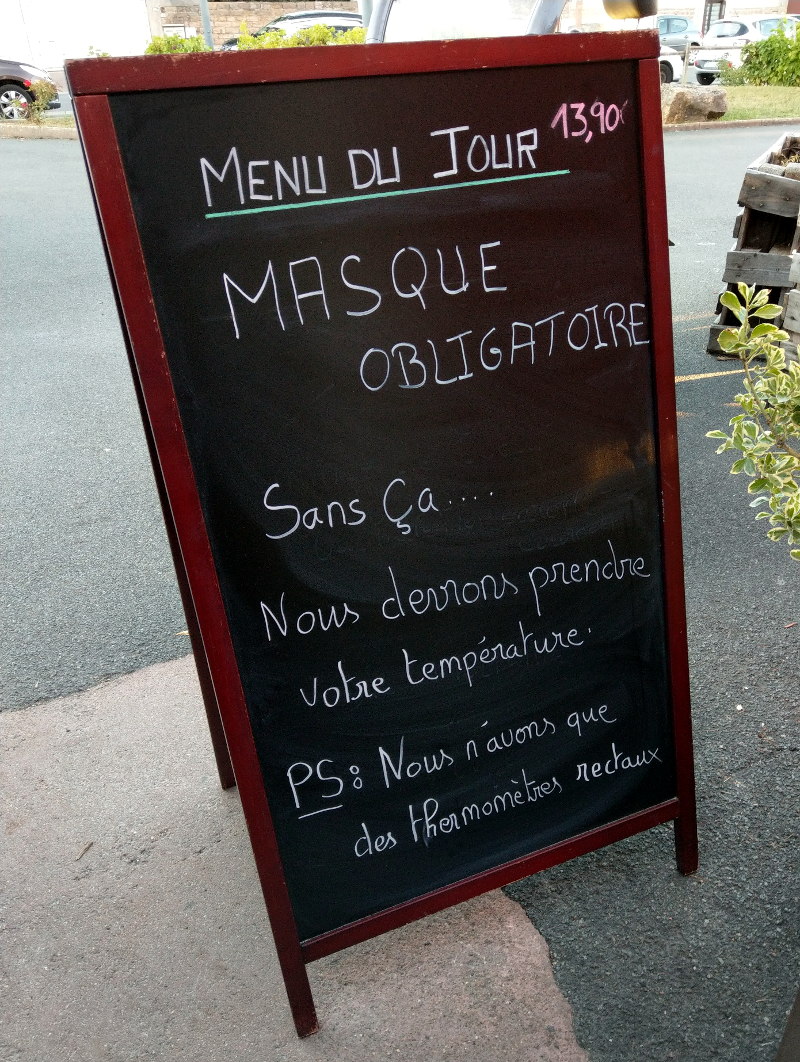 MENU DU JOUR 13,90€
MASQUE
OBLIGATOIRE
Sans Ça.....
Nous devrons prendre
votre température.
PS: Nous n'avons que
des thermomètres rectaux